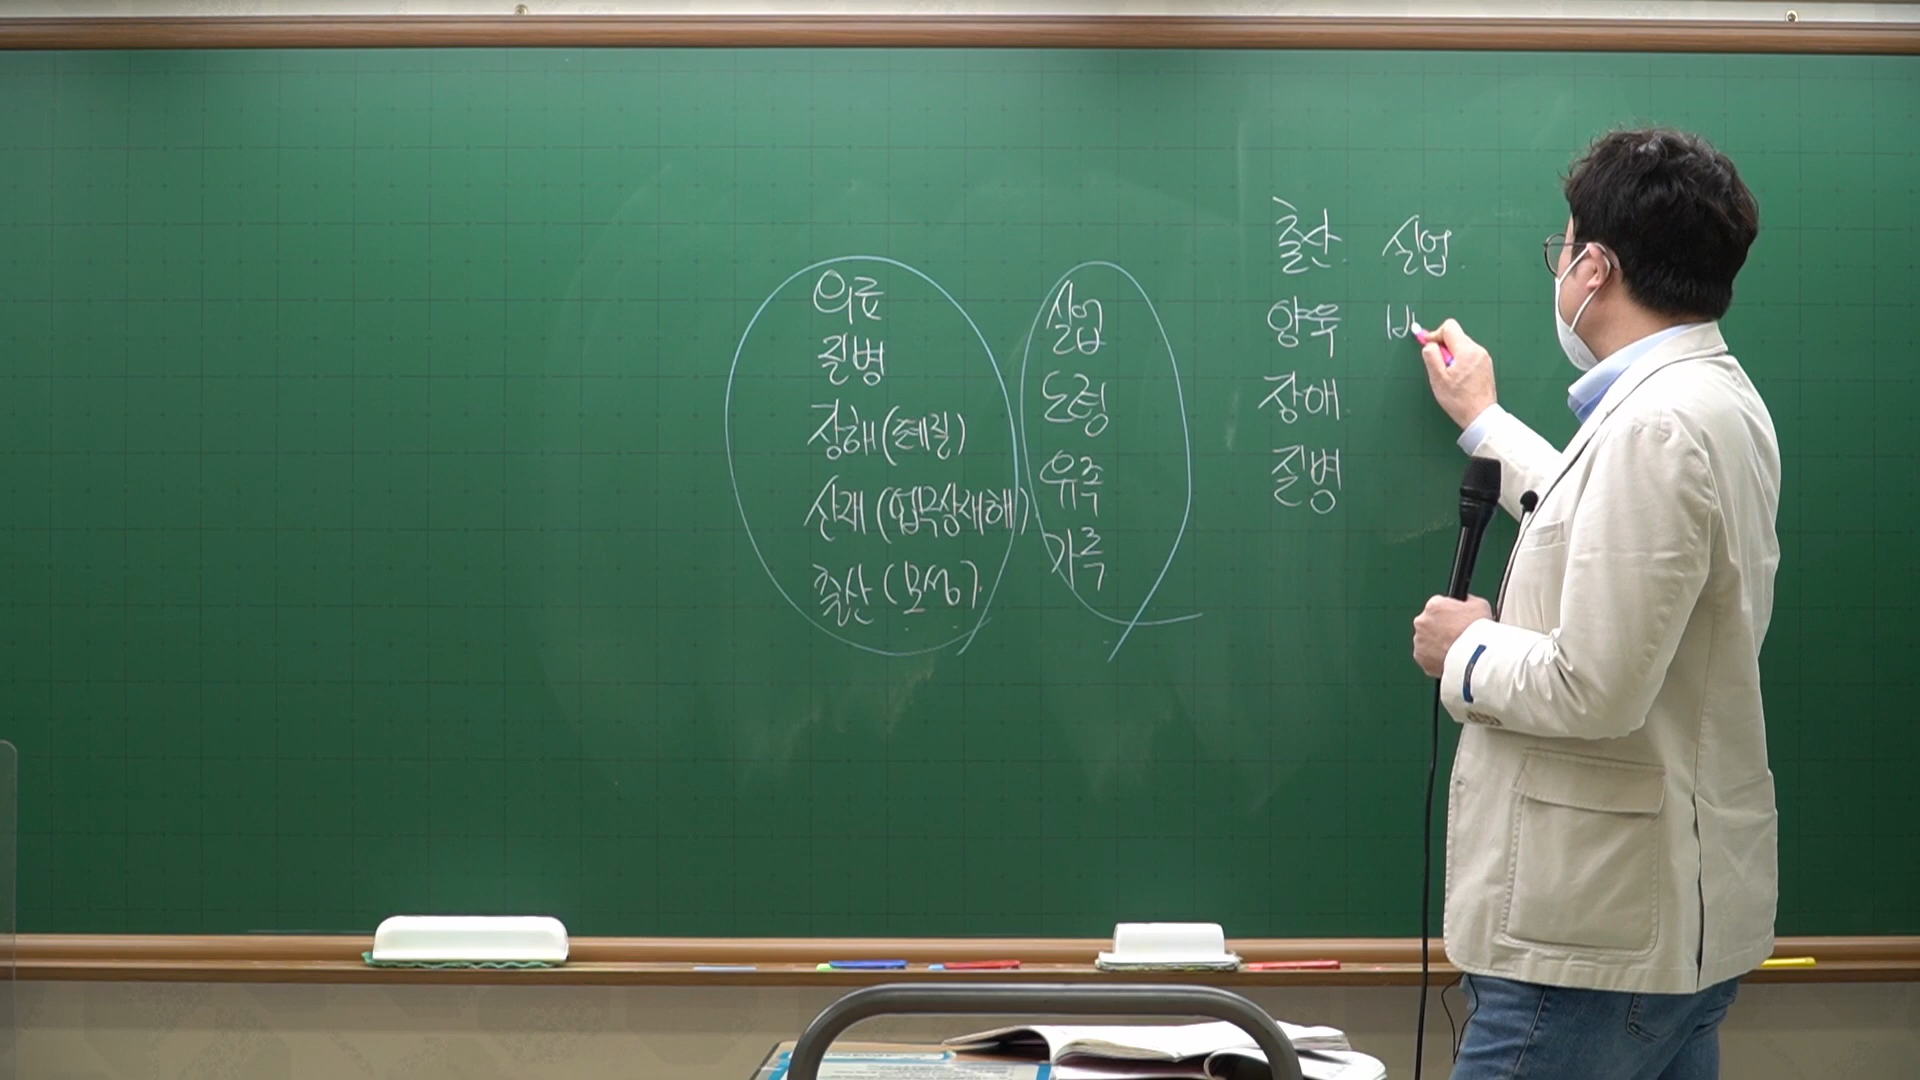 의료
질병
장해(폐질)
산재(업무상재해)
출산(모성)
실업
노령
유족
가족
출산 실업
양육
장애
질병